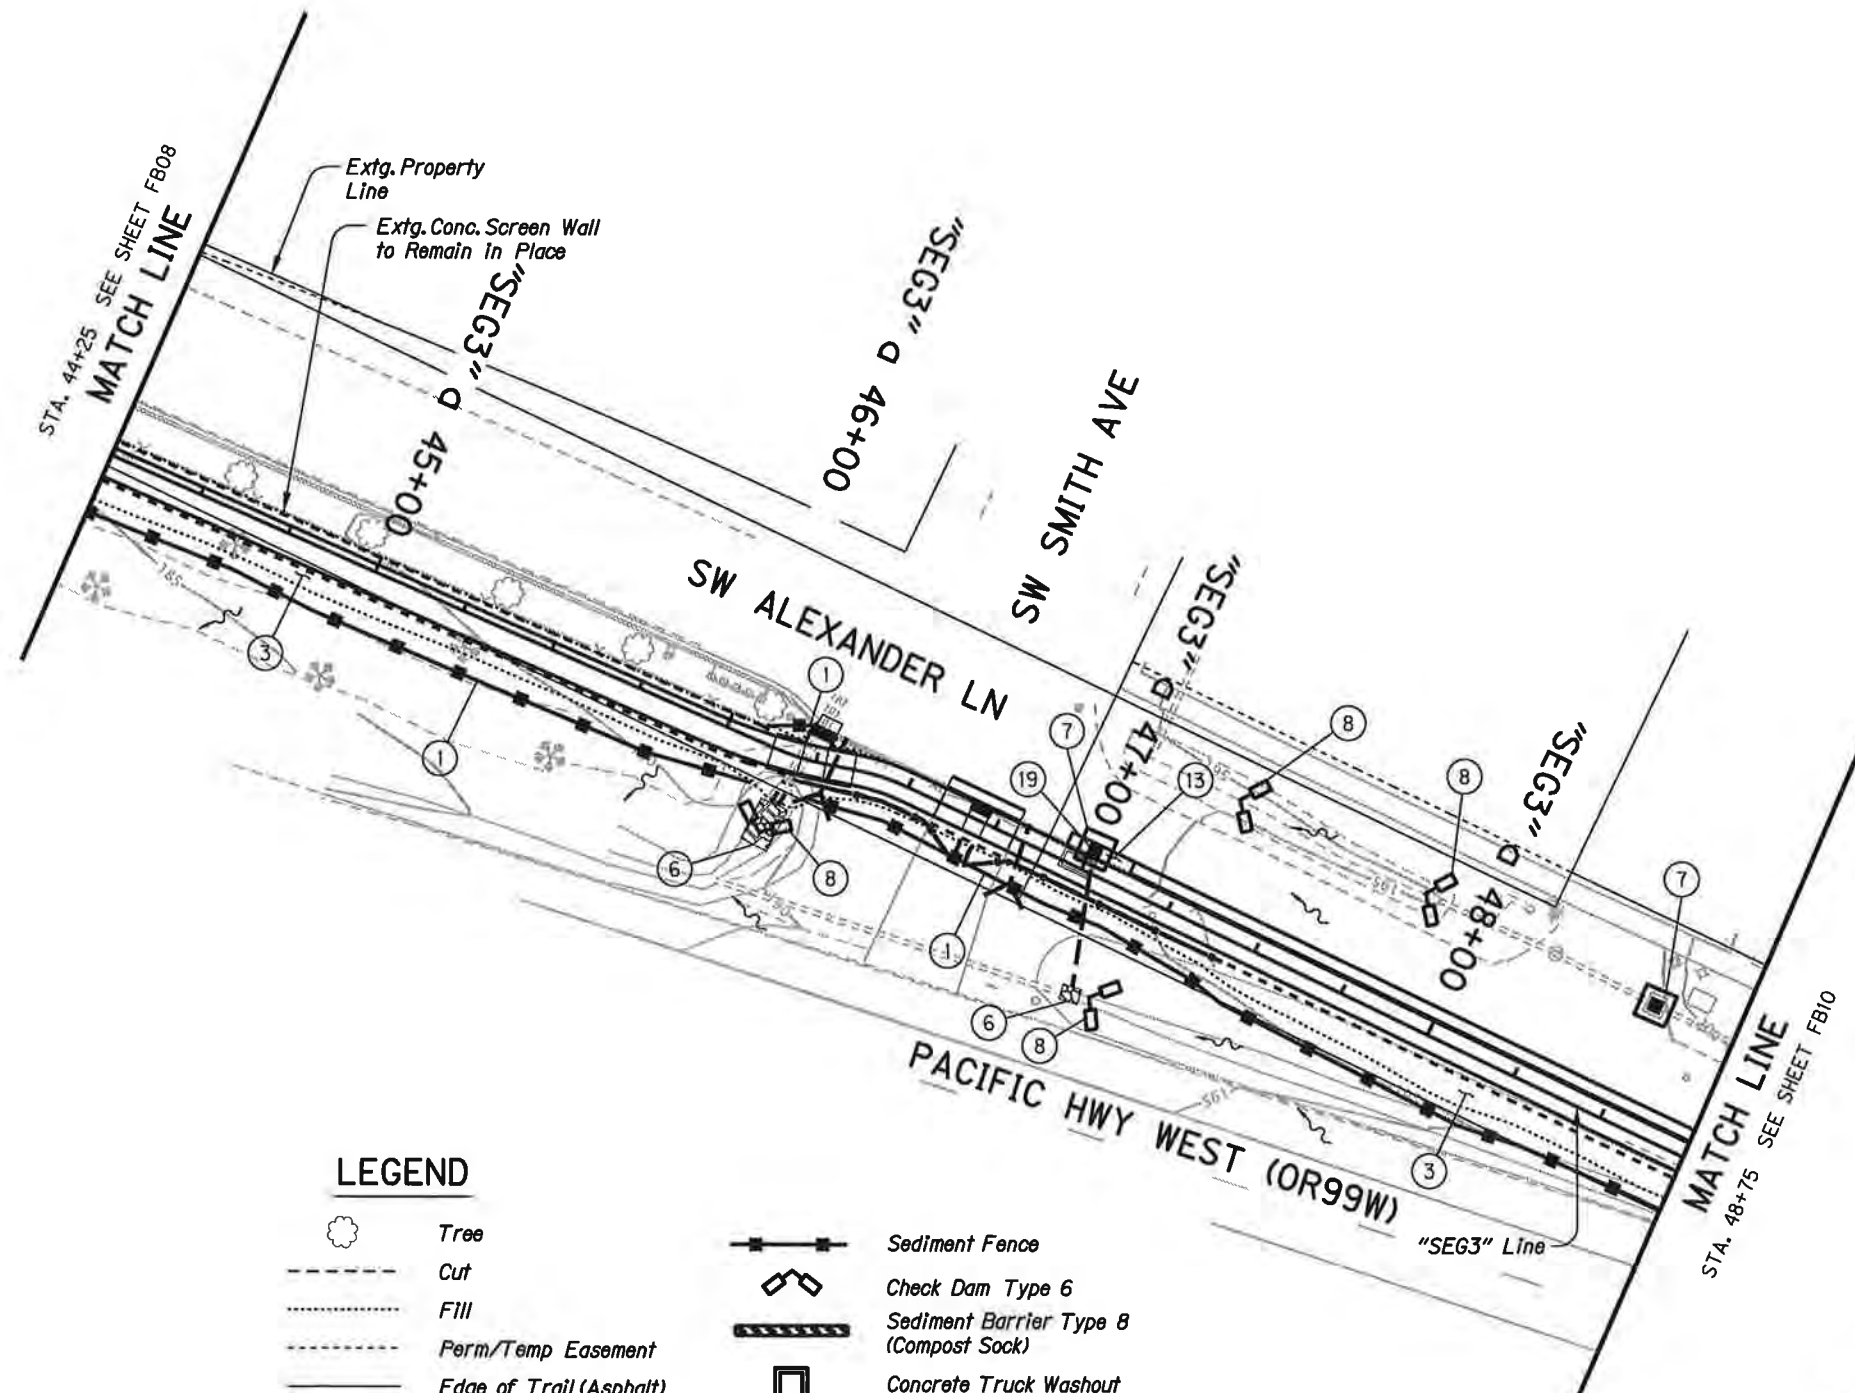 STA. 44+25 SEE SHEET FB08
MATCH LINE
Extg. Property
Line
Extg. Conc. Screen Wall
to Remain in Place
"SEG3"
45+00
"SEG3"
46+00
SW SMITH AVE
SW ALEXANDER LN
"SEG3"
47+00
"SEG3"
48+00
185
3
1
1
7
19
13
8
8
7
6
8
1
6
8
3
195
185
PACIFIC HWY WEST (OR99W)
"SEG3" Line
MATCH LINE
STA. 48+75 SEE SHEET FB10
LEGEND
Tree
Cut
Fill
Perm/Temp Easement
Edge of Trail (Asphalt)
Sediment Fence
Check Dam Type 6
Sediment Barrier Type 8
(Compost Sock)
Concrete Truck Washout